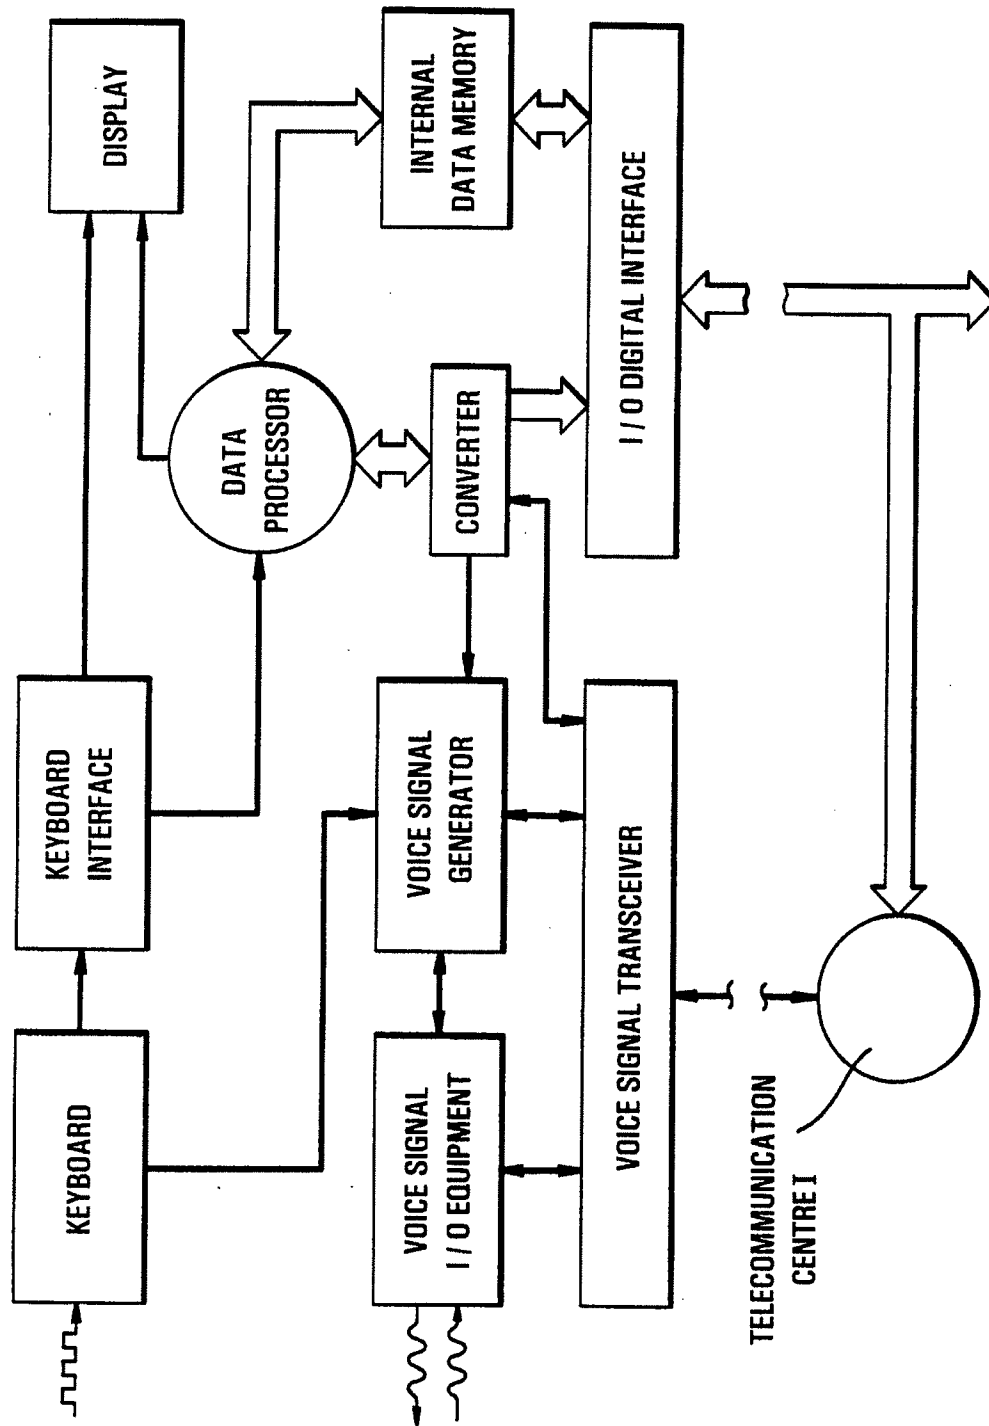 KEYBOARD
KEYBOARD
INTERFACE
DISPLAY
DATA
PROCESSOR
VOICE SIGNAL
I/O EQUIPMENT
VOICE SIGNAL
GENERATOR
CONVERTER
INTERNAL
DATA MEMORY
VOICE SIGNAL TRANSCEIVER
I/O DIGITAL INTERFACE
TELECOMMUNICATION
CENTRE I